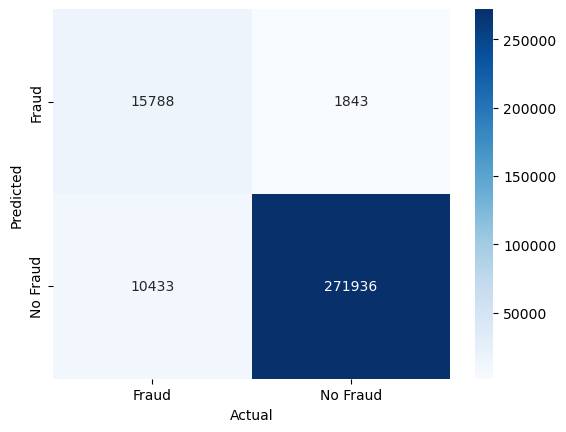 250000
Fraud
15788
1843
200000
150000
Predicted
100000
No Fraud
10433
271936
50000
Fraud
No Fraud
Actual